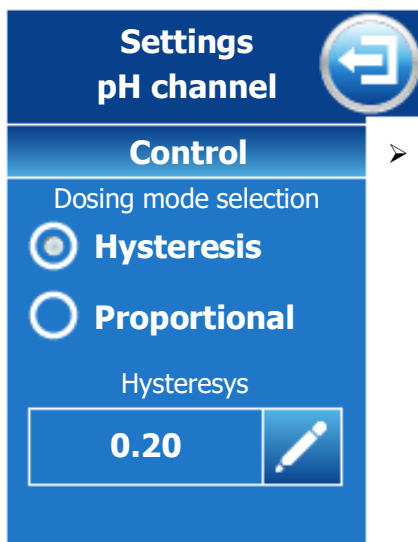 Settings
pH channel
Control
➢
Dosing mode selection
Hysteresis
Proportional
Hysteresys
0.20